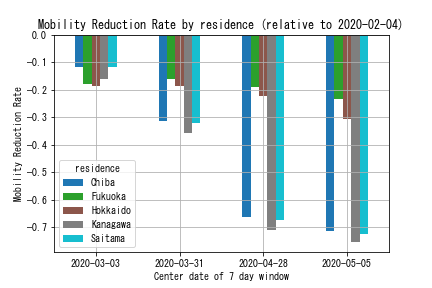 Mobility Reduction Rate by residence (relative to 2020-02-04)
0.0
−0.1
−0.2
−0.3
−0.4
−0.5
−0.6
−0.7
Mobility Reduction Rate
residence
Chiba
Fukuoka
Hokkaido
Kanagawa
Saitama
2020-03-03 2020-03-31 2020-04-28 2020-05-05
Center date of 7 day window